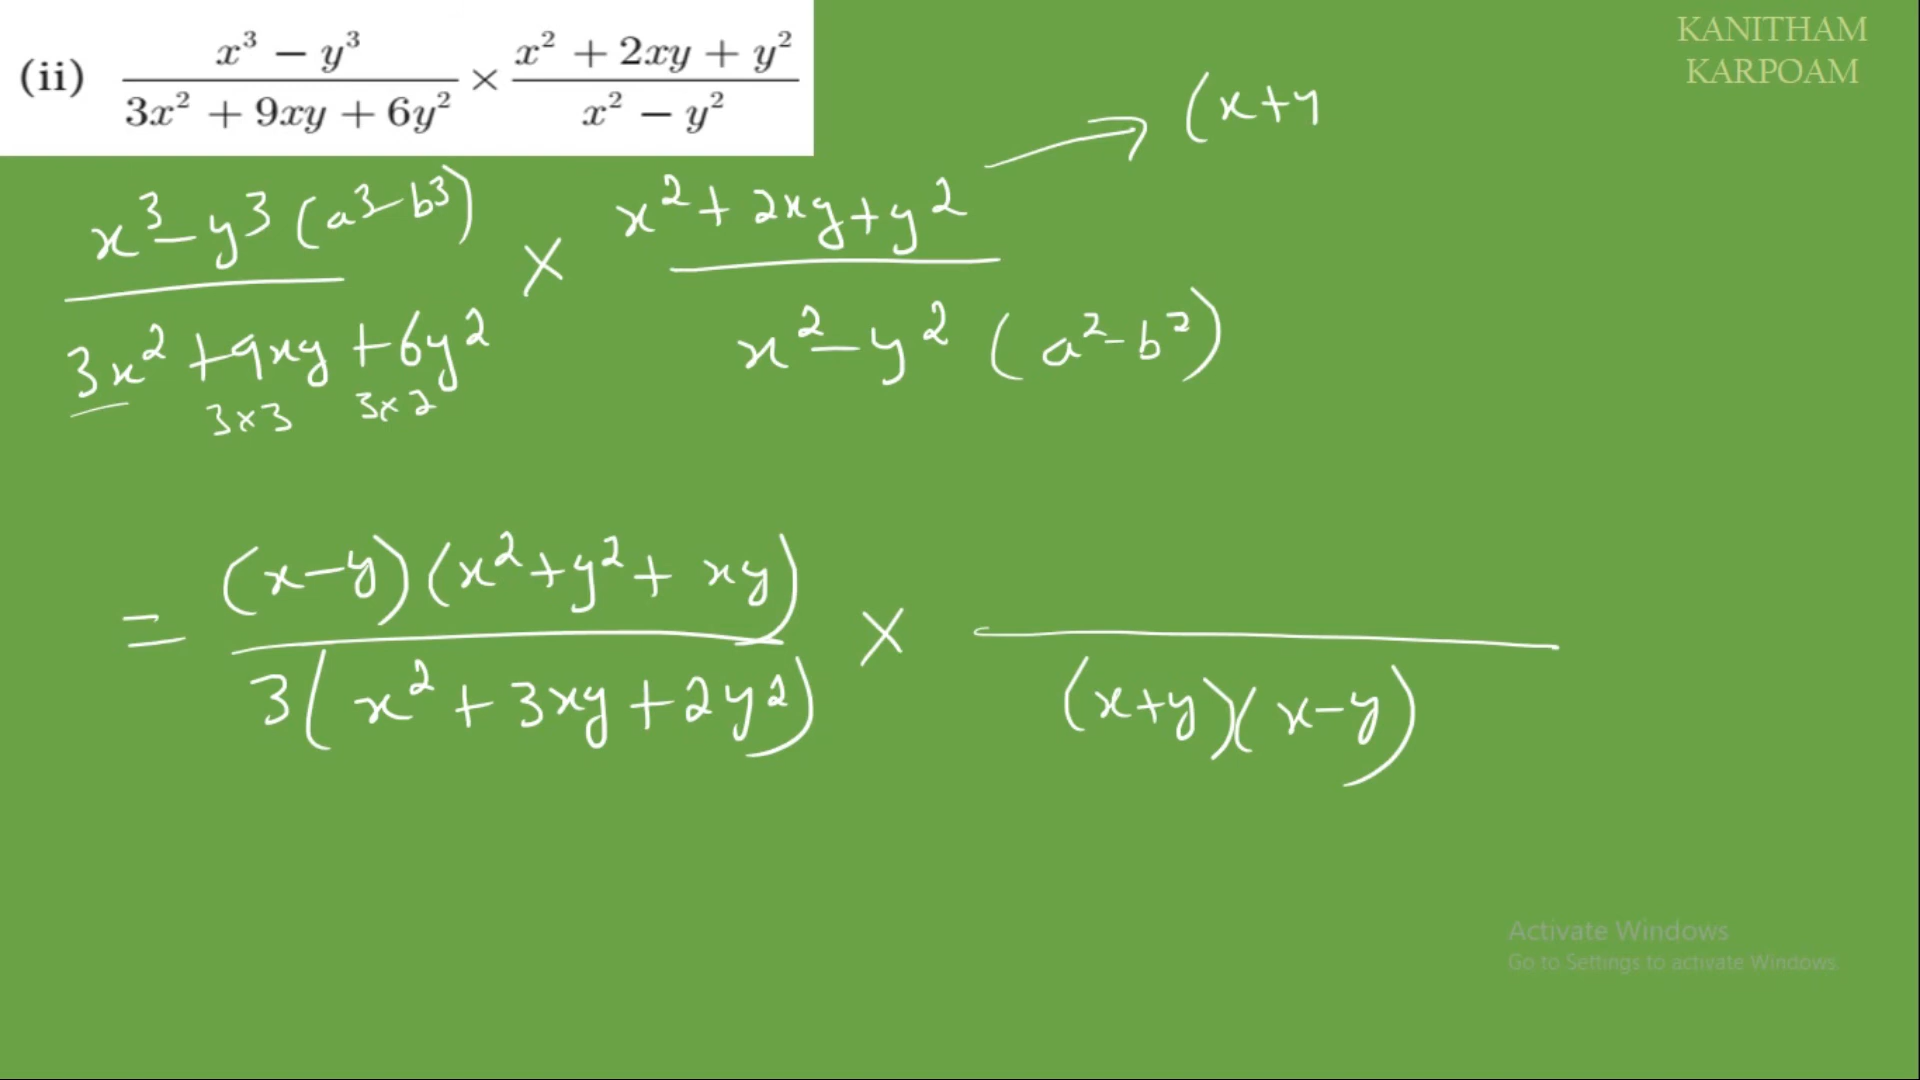 KANITHAM
KARPOAM
(ii) x³ − y³ / 3x² + 9xy + 6y² × x² + 2xy + y² / x² − y²
x³ − y³ (a³ − b³) × x² + 2xy + y² → (x+y
3x² + 9xy + 6y² x² − y² (a² − b²)
3×3 3×2
= (x−y)(x²+y²+ xy) ×
3(x² + 3xy + 2y²) (x+y)(x−y)
Activate Windows
Go to Settings to activate Windows.